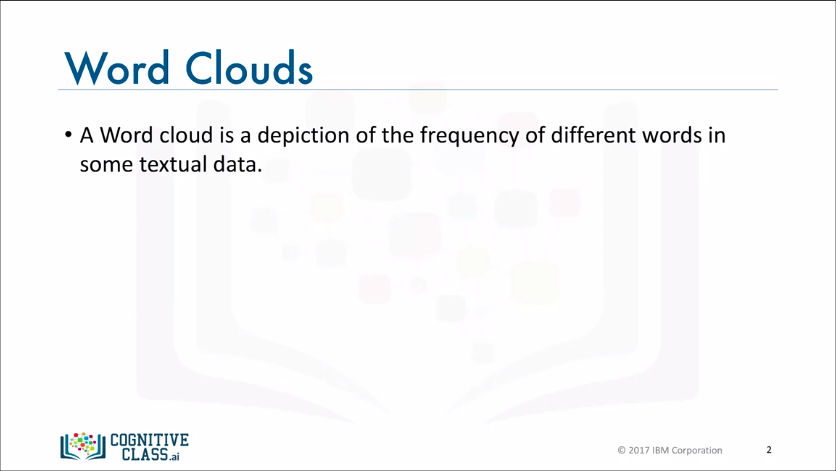 Word Clouds
• A Word cloud is a depiction of the frequency of different words in
some textual data.
COGNITIVE
CLASS.ai
© 2017 IBM Corporation
2